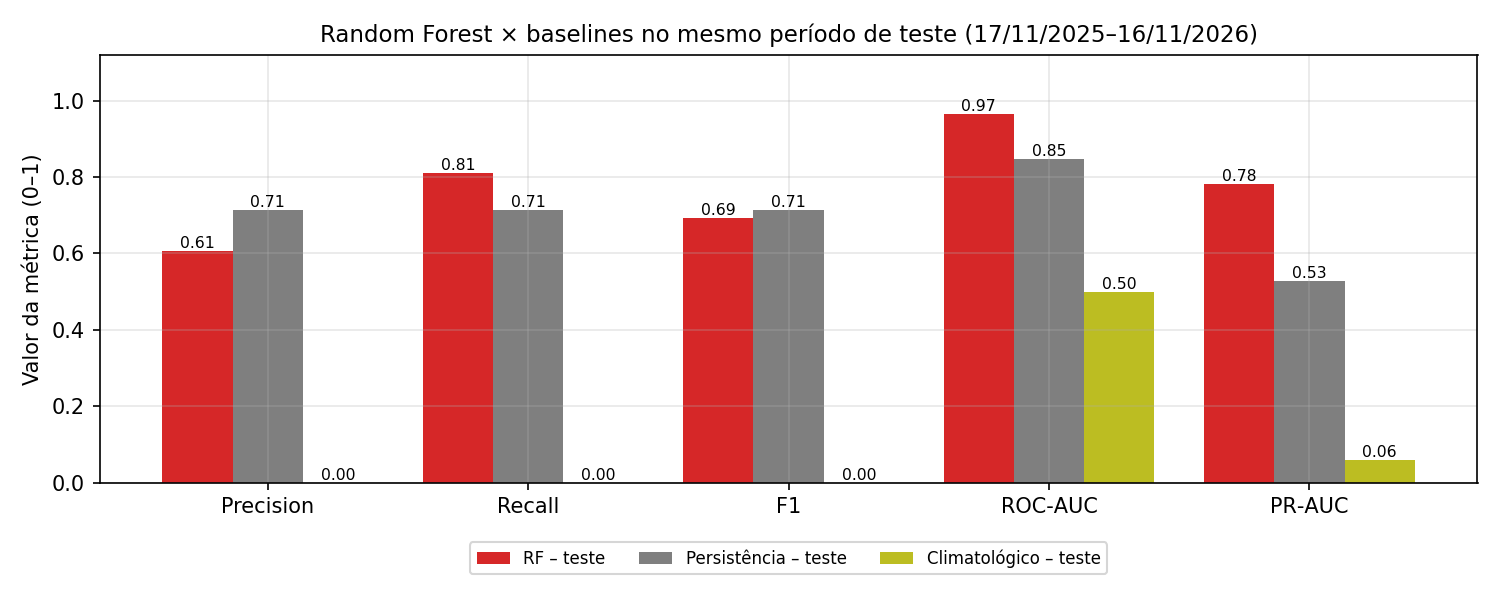 Random Forest × baselines no mesmo período de teste (17/11/2025–16/11/2026)
Valor da métrica (0–1)
1.0
0.8
0.6
0.4
0.2
0.0
0.61
0.71
0.00
0.81
0.71
0.00
0.69
0.71
0.00
0.97
0.85
0.50
0.78
0.53
0.06
Precision
Recall
F1
ROC-AUC
PR-AUC
RF – teste
Persistência – teste
Climatológico – teste